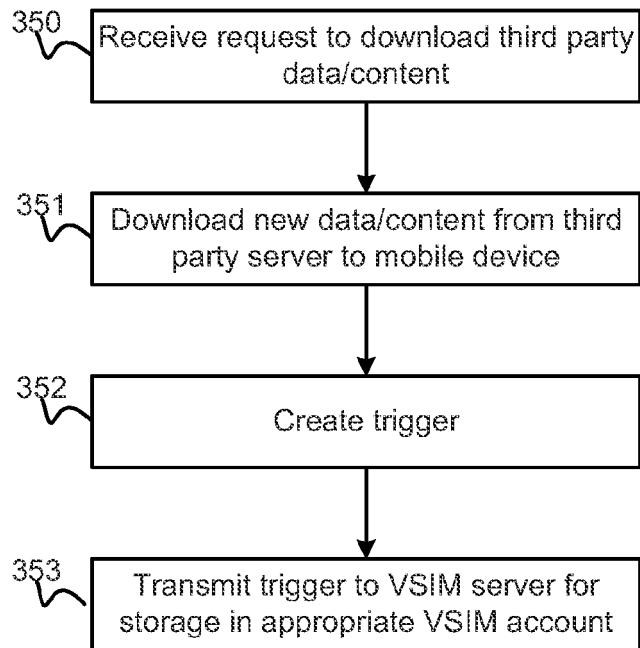 350
Receive request to download third party
data/content
351
Download new data/content from third
party server to mobile device
352
Create trigger
353
Transmit trigger to VSIM server for
storage in appropriate VSIM account